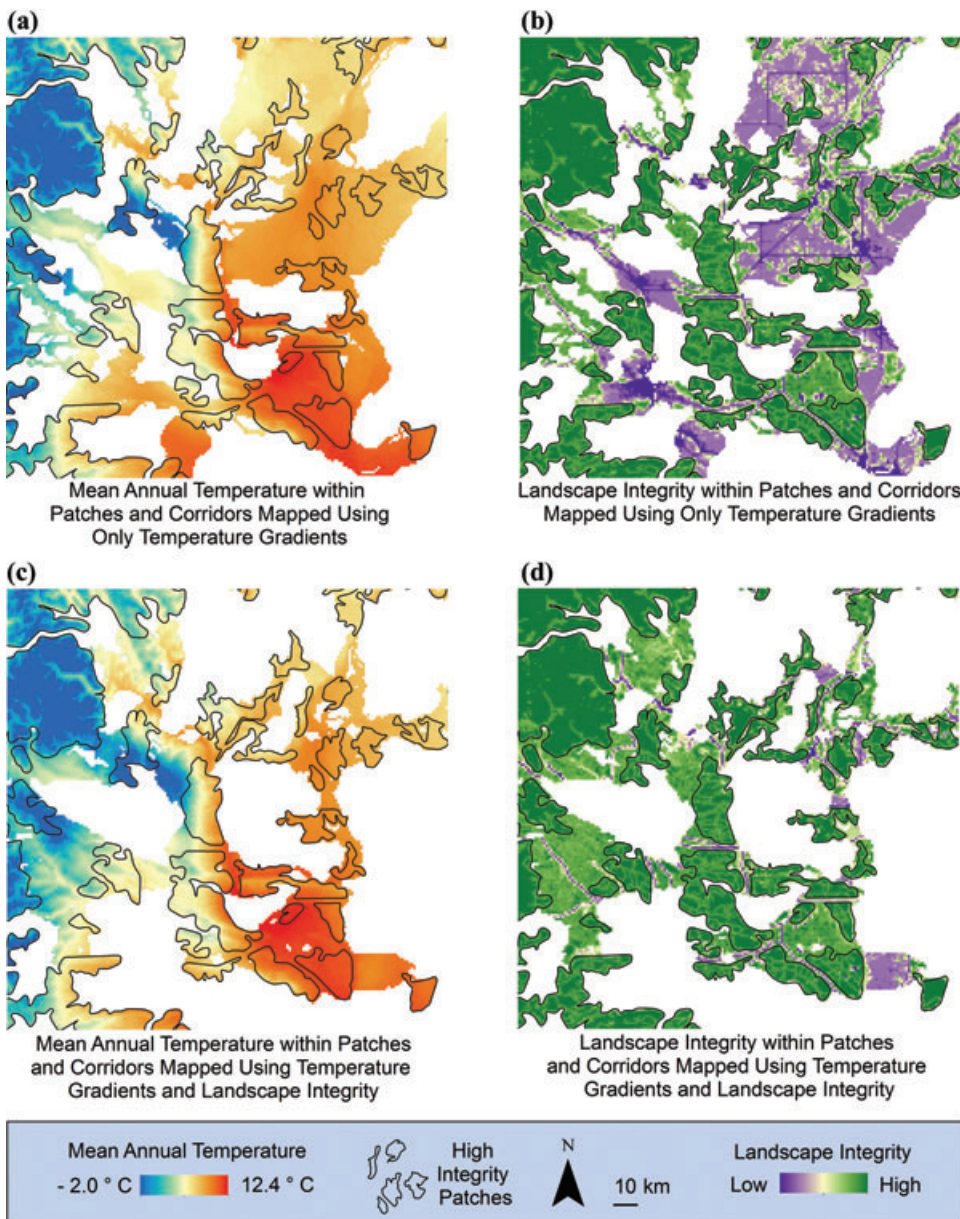 (a)
(b)
Mean Annual Temperature within
Patches and Corridors Mapped Using
Only Temperature Gradients
Landscape Integrity within Patches and Corridors
Mapped Using Only Temperature Gradients
(c)
(d)
Mean Annual Temperature within Patches
and Corridors Mapped Using Temperature
Gradients and Landscape Integrity
Landscape Integrity within Patches
and Corridors Mapped Using Temperature
Gradients and Landscape Integrity
Mean Annual Temperature
- 2.0 ° C
12.4 ° C
High
Integrity
Patches
N
10 km
Landscape Integrity
Low
High